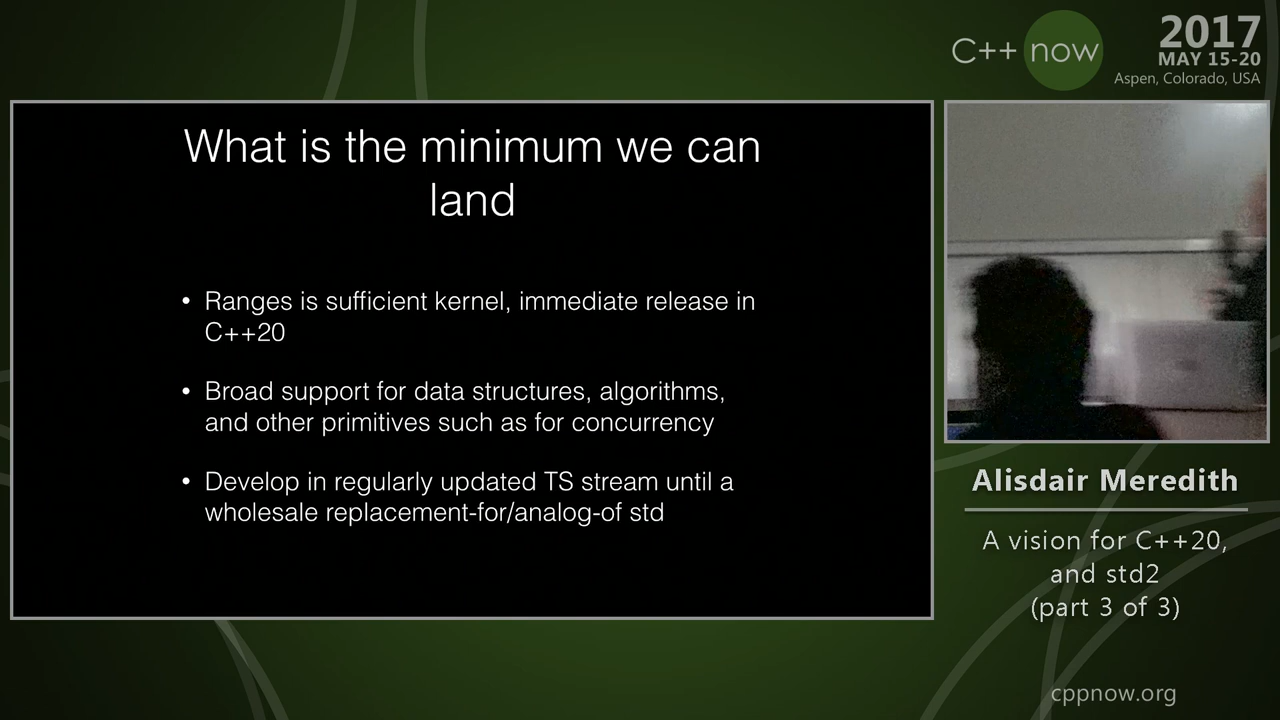 C++ now
2017
MAY 15-20
Aspen, Colorado, USA
What is the minimum we can
land
• Ranges is sufficient kernel, immediate release in
C++20
• Broad support for data structures, algorithms,
and other primitives such as for concurrency
• Develop in regularly updated TS stream until a
wholesale replacement-for/analog-of std
Alisdair Meredith
A vision for C++20,
and std2
(part 3 of 3)
cppnow.org